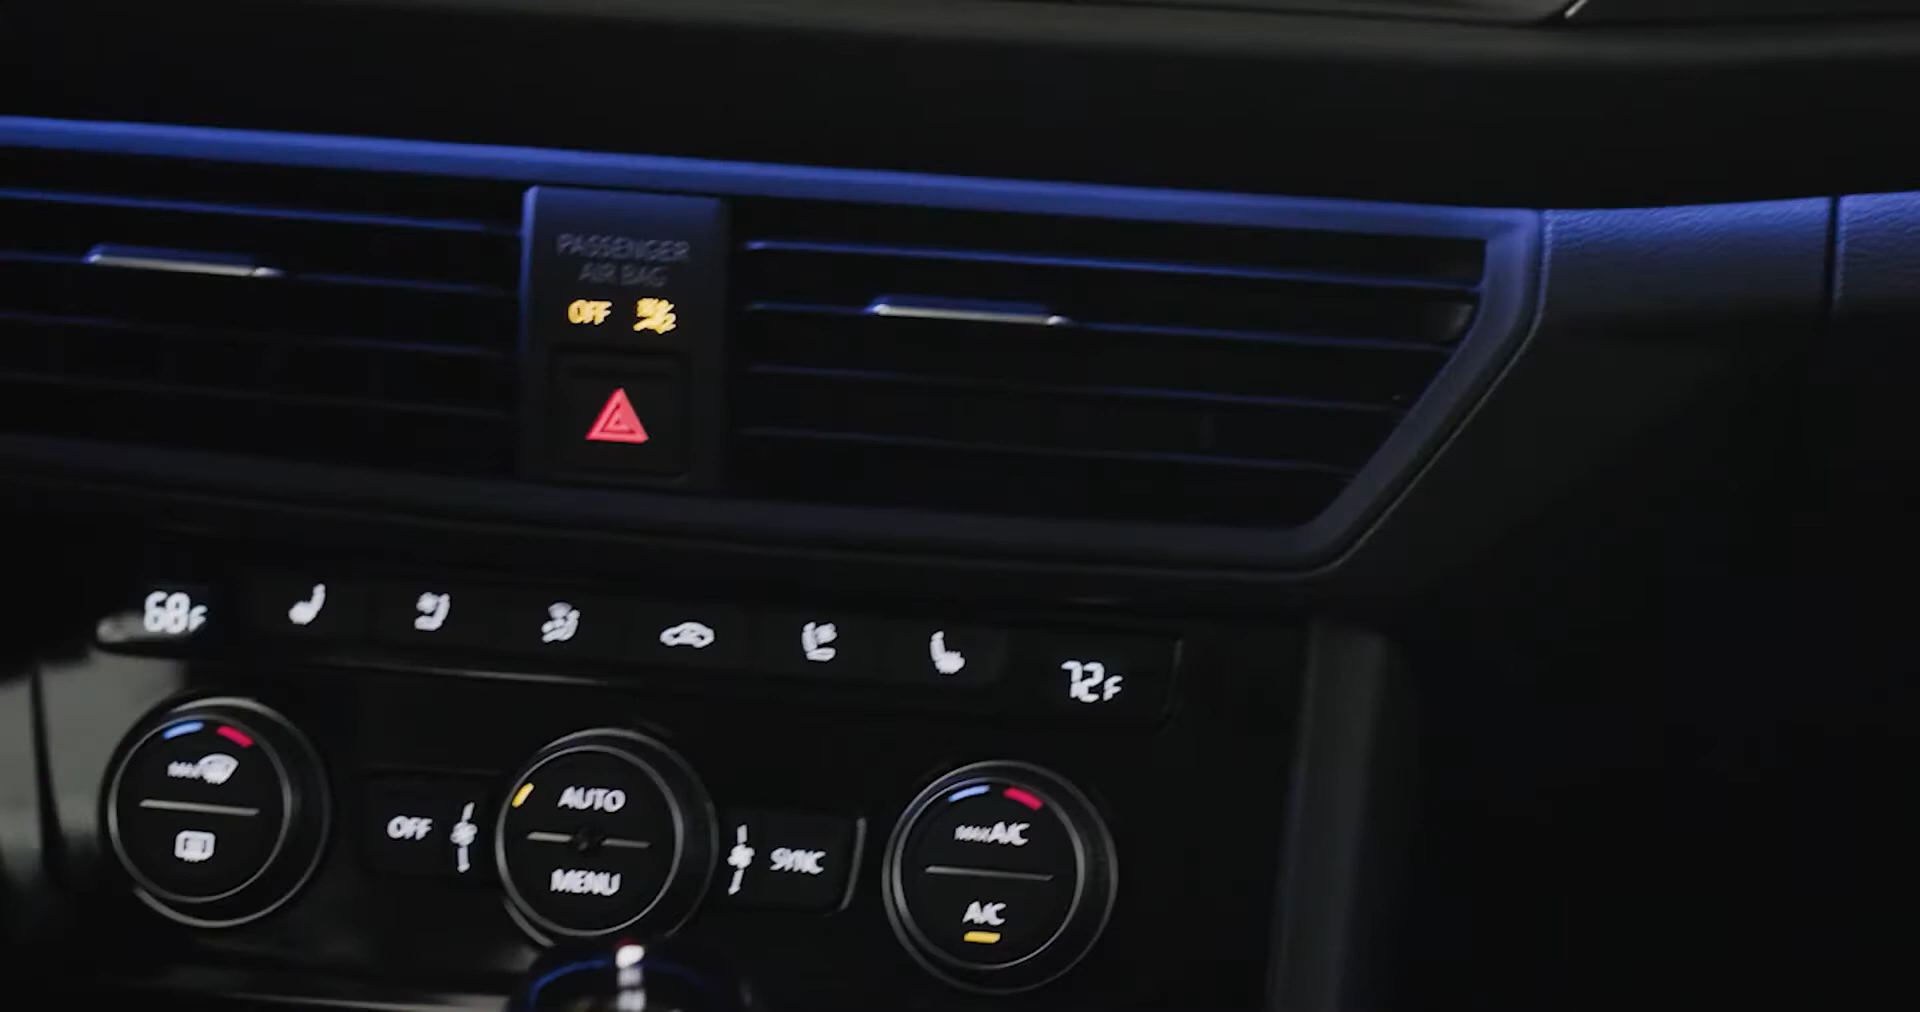 PASSENGER
AIR BAG
OFF
68F
72F
MAX
AUTO
OFF
MENU
SYNC
MAX A/C
A/C